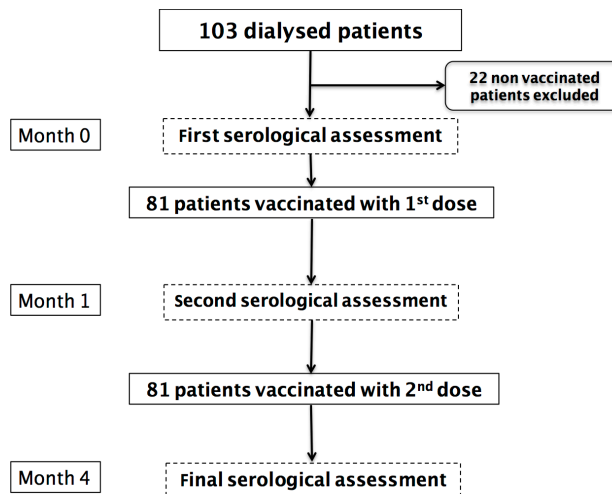 103 dialysed patients
22 non vaccinated
patients excluded
Month 0
First serological assessment
81 patients vaccinated with 1st dose
Month 1
Second serological assessment
81 patients vaccinated with 2nd dose
Month 4
Final serological assessment